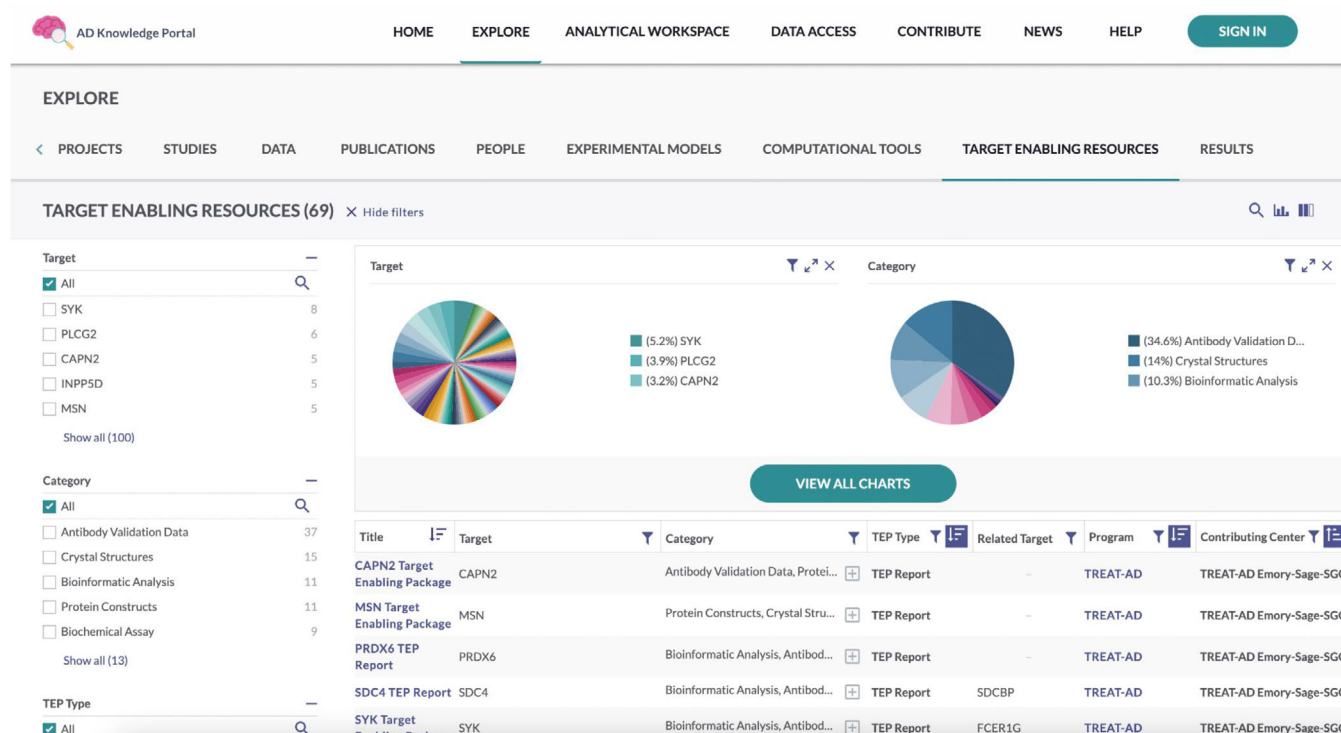 AD Knowledge Portal
HOME EXPLORE ANALYTICAL WORKSPACE DATA ACCESS CONTRIBUTE NEWS HELP SIGN IN
EXPLORE
< PROJECTS STUDIES DATA PUBLICATIONS PEOPLE EXPERIMENTAL MODELS COMPUTATIONAL TOOLS TARGET ENABLING RESOURCES RESULTS
TARGET ENABLING RESOURCES (69) × Hide filters
Target
All
SYK 8
PLCG2 6
CAPN2 5
INPP5D 5
MSN 5
Show all (100)
Category
All
Antibody Validation Data 37
Crystal Structures 15
Bioinformatic Analysis 11
Protein Constructs 11
Biochemical Assay 9
Show all (13)
TEP Type
All
Target
(5.2%) SYK
(3.9%) PLCG2
(3.2%) CAPN2
Category
(34.6%) Antibody Validation D...
(14%) Crystal Structures
(10.3%) Bioinformatic Analysis
VIEW ALL CHARTS
Title Target Category TEP Type Related Target Program Contributing Center
CAPN2 Target
Enabling Package CAPN2 Antibody Validation Data, Protei... TEP Report – TREAT-AD TREAT-AD Emory-Sage-SG
MSN Target
Enabling Package MSN Protein Constructs, Crystal Stru... TEP Report – TREAT-AD TREAT-AD Emory-Sage-SG
PRDX6 TEP
Report PRDX6 Bioinformatic Analysis, Antibod... TEP Report – TREAT-AD TREAT-AD Emory-Sage-SG
SDC4 TEP Report SDC4 Bioinformatic Analysis, Antibod... TEP Report SDCBP TREAT-AD TREAT-AD Emory-Sage-SG
SYK Target
SYK Bioinformatic Analysis, Antibod... TEP Report FCER1G TREAT-AD TREAT-AD Emory-Sage-SG